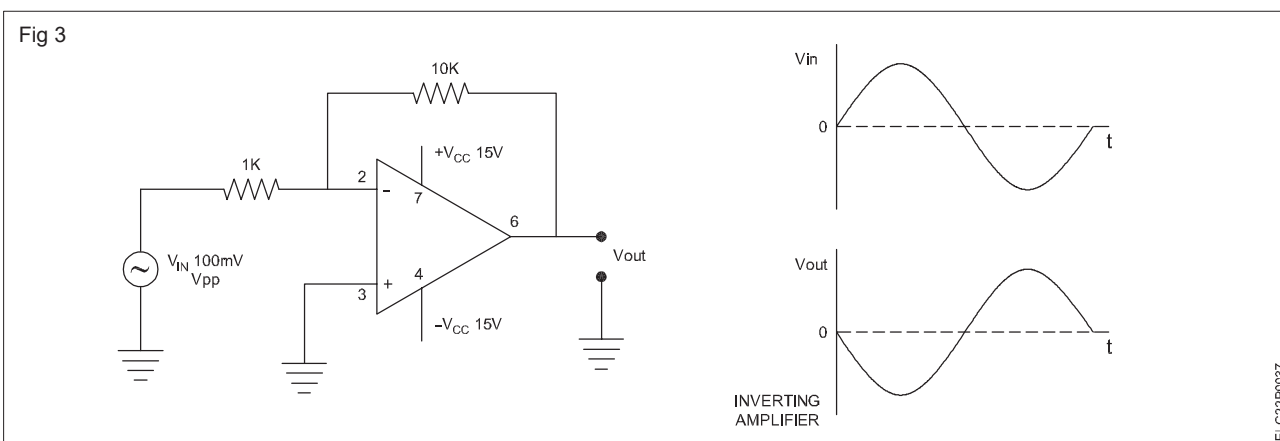 Fig 3
10K
1K
+VCC 15V
2
-
7
6
VIN 100mV
Vpp
~
Vout
4
3
+
–VCC 15V
Vin
0
t
Vout
0
t
INVERTING
AMPLIFIER